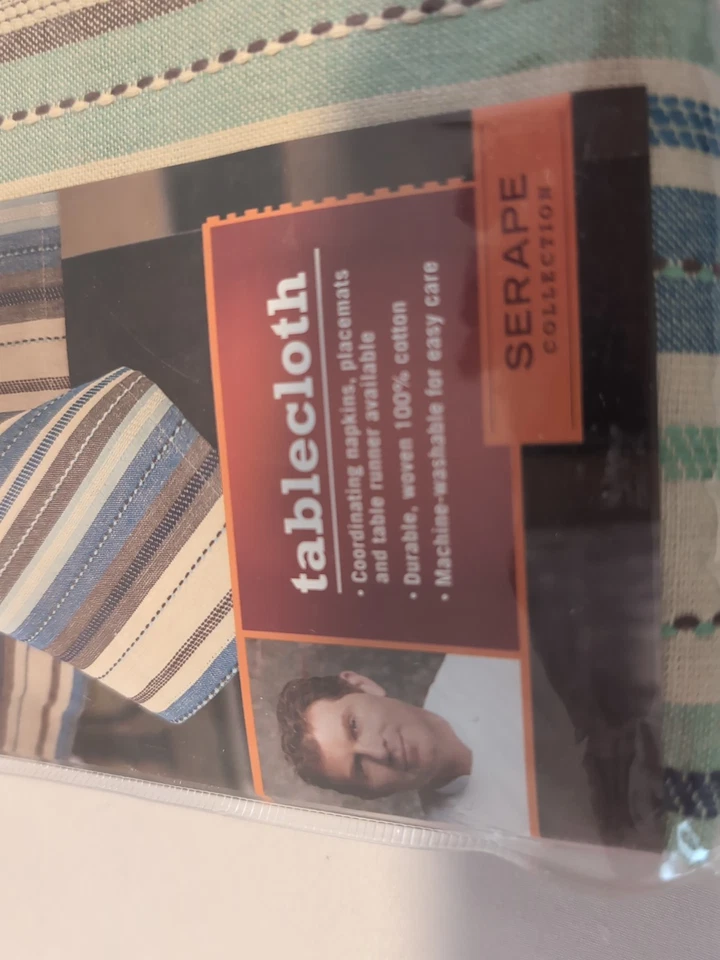 tablecloth
• Coordinating napkins, placemats
and table runner available
• Durable, woven 100% cotton
• Machine-washable for easy care
SERAPE
COLLECTION